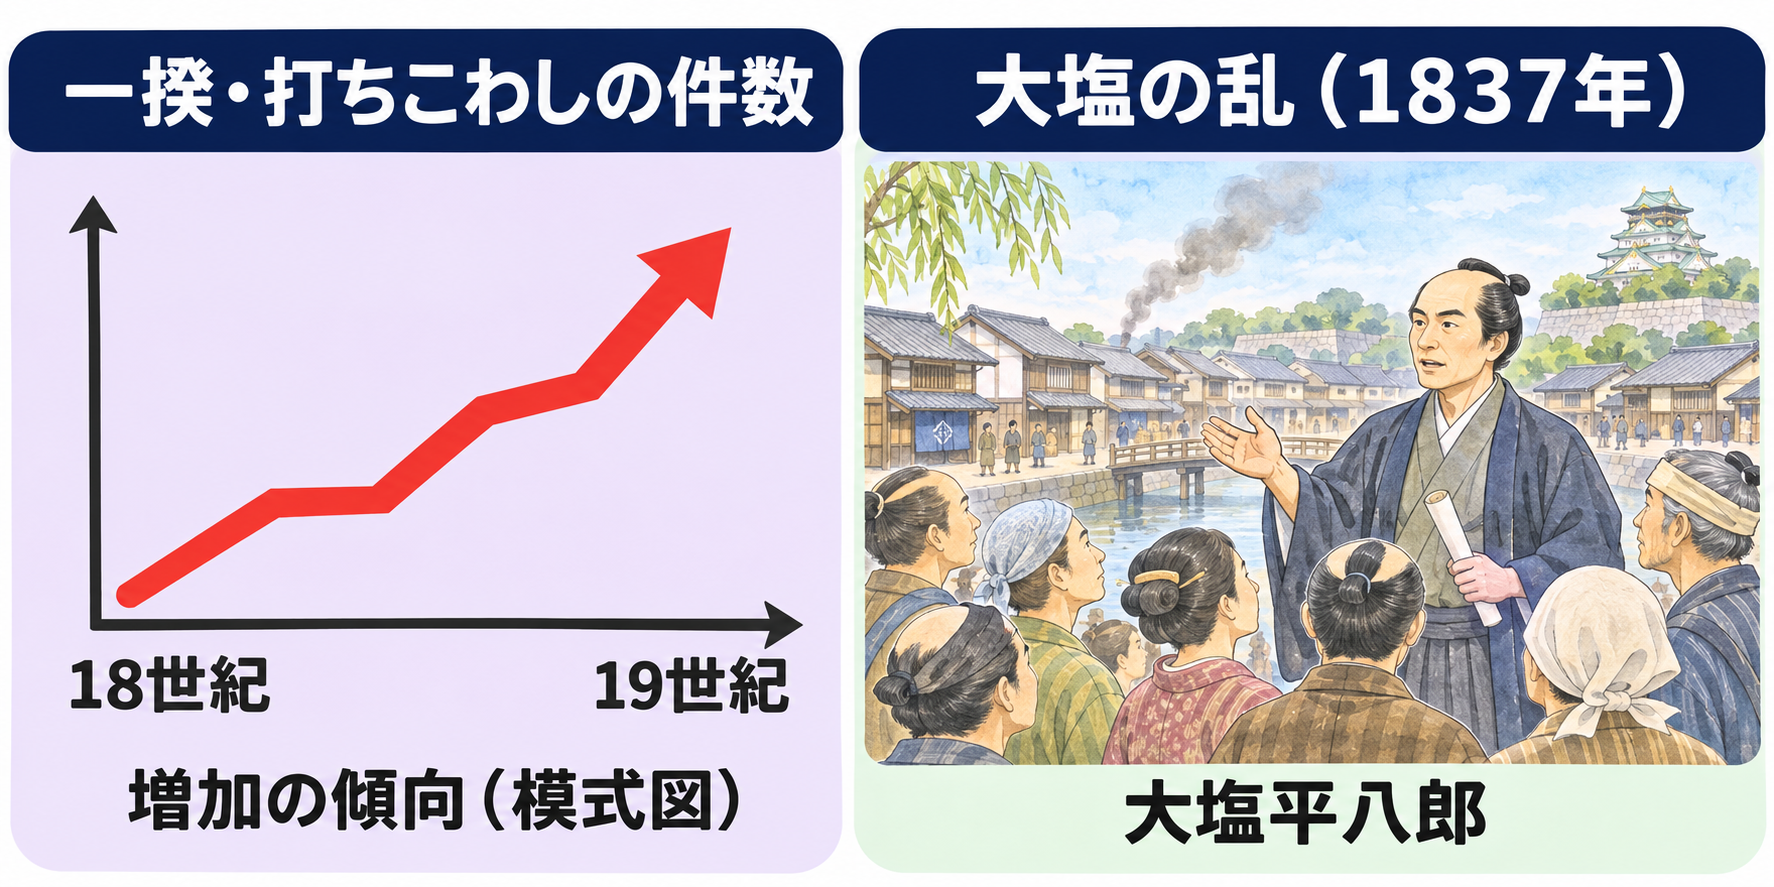 一揆・打ちこわしの件数
18世紀
19世紀
増加の傾向（模式図）
大塩の乱（1837年）
大塩平八郎